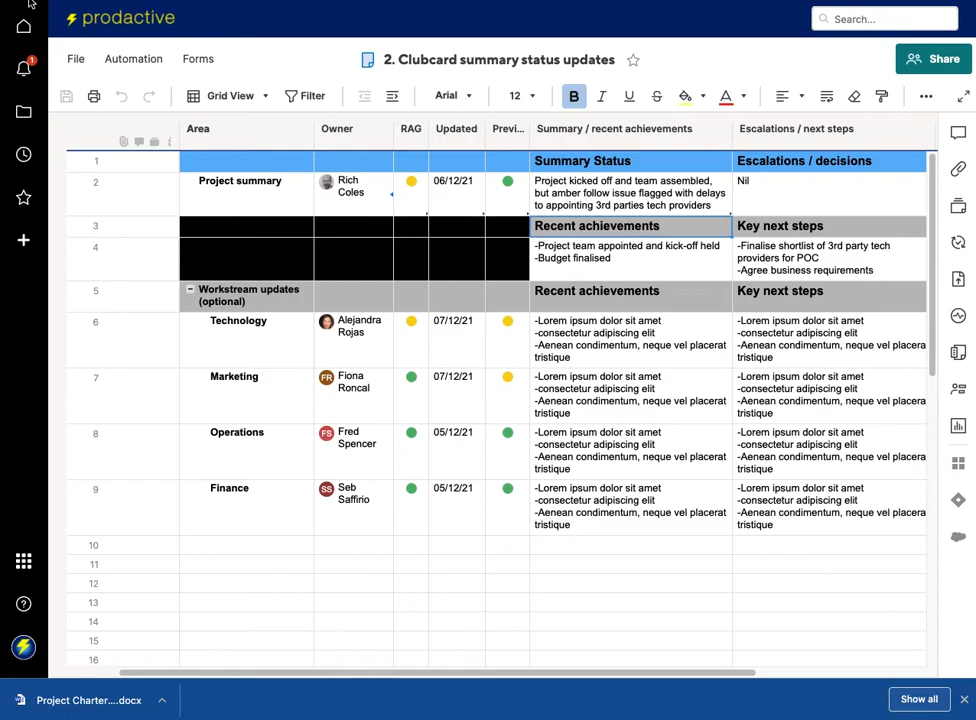 prodactive
Search...
File Automation Forms
2. Clubcard summary status updates
Share
Grid View Filter Arial 12 B I U S A
Area Owner RAG Updated Previ... Summary / recent achievements Escalations / next steps
1 Summary Status Escalations / decisions
2 Project summary Rich Coles 06/12/21 Project kicked off and team assembled, Nil
but amber follow issue flagged with delays
to appointing 3rd parties tech providers
3 Recent achievements Key next steps
4 -Project team appointed and kick-off held -Finalise shortlist of 3rd party tech
-Budget finalised providers for POC
-Agree business requirements
5 Workstream updates Recent achievements Key next steps
(optional)
6 Technology Alejandra Rojas 07/12/21 -Lorem ipsum dolor sit amet -Lorem ipsum dolor sit amet
-consectetur adipiscing elit -consectetur adipiscing elit
-Aenean condimentum, neque vel placerat -Aenean condimentum, neque vel placerat
tristique tristique
7 Marketing FR Fiona Roncal 07/12/21 -Lorem ipsum dolor sit amet -Lorem ipsum dolor sit amet
-consectetur adipiscing elit -consectetur adipiscing elit
-Aenean condimentum, neque vel placerat -Aenean condimentum, neque vel placerat
tristique tristique
8 Operations FS Fred Spencer 05/12/21 -Lorem ipsum dolor sit amet -Lorem ipsum dolor sit amet
-consectetur adipiscing elit -consectetur adipiscing elit
-Aenean condimentum, neque vel placerat -Aenean condimentum, neque vel placerat
tristique tristique
9 Finance SS Seb Saffirio 05/12/21 -Lorem ipsum dolor sit amet -Lorem ipsum dolor sit amet
-consectetur adipiscing elit -consectetur adipiscing elit
-Aenean condimentum, neque vel placerat -Aenean condimentum, neque vel placerat
tristique tristique
10
11
12
13
14
15
16
Project Charter....docx
Show all